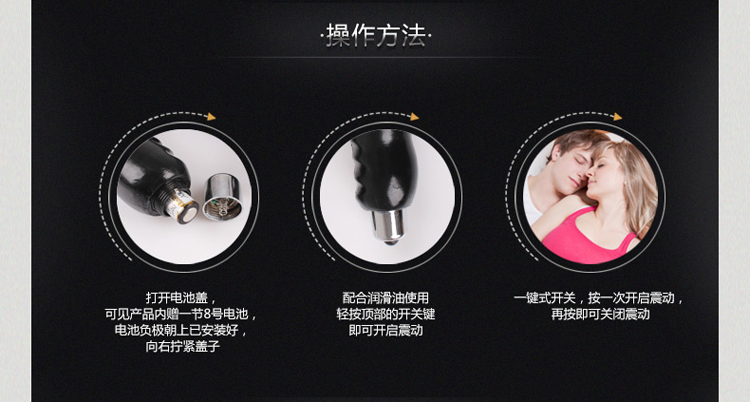 ·操作方法·
打开电池盖，
可见产品内赠一节8号电池，
电池负极朝上已安装好，
向右拧紧盖子
配合润滑油使用
轻按顶部的开关键
即可开启震动
一键式开关，按一次开启震动，
再按即可关闭震动